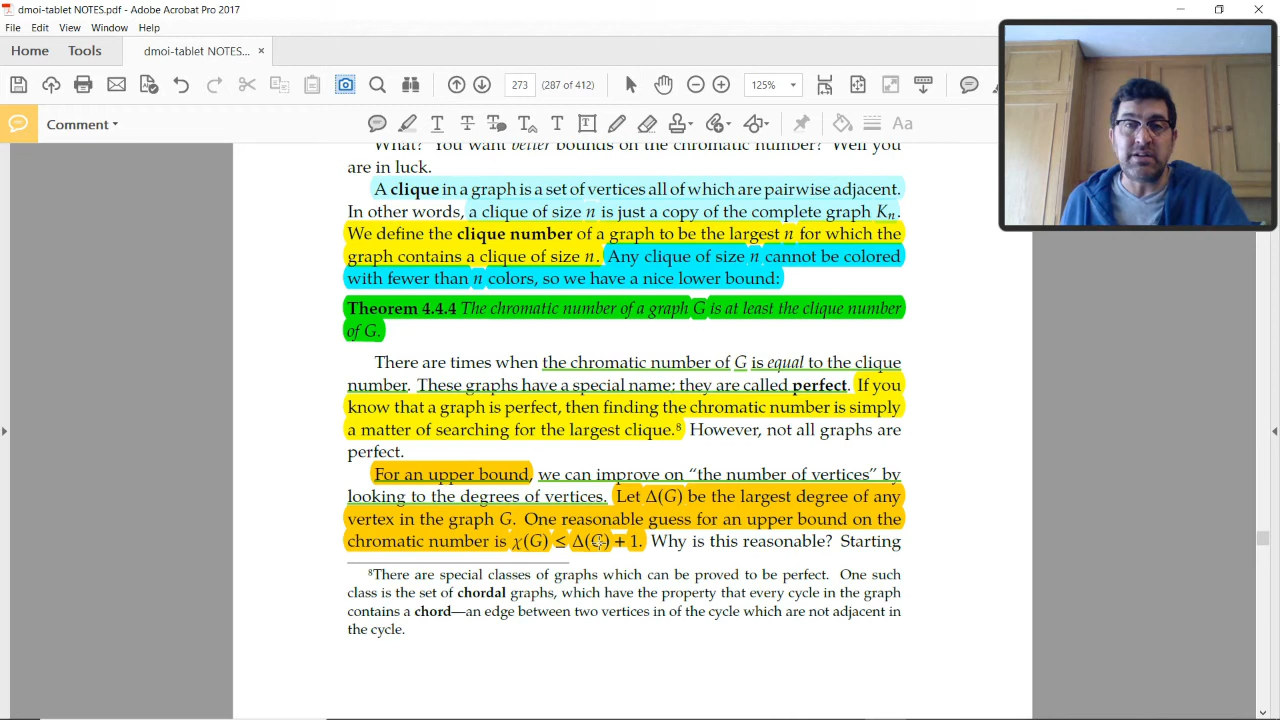 dmoi-tablet NOTES.pdf - Adobe Acrobat Pro 2017
File Edit View Window Help
Home Tools dmoi-tablet NOTES... ×
273 (287 of 412) 125%
Comment
What? You want better bounds on the chromatic number? Well you
are in luck.
A clique in a graph is a set of vertices all of which are pairwise adjacent.
In other words, a clique of size n is just a copy of the complete graph Kₙ.
We define the clique number of a graph to be the largest n for which the
graph contains a clique of size n. Any clique of size n cannot be colored
with fewer than n colors, so we have a nice lower bound:
Theorem 4.4.4 The chromatic number of a graph G is at least the clique number
of G.
There are times when the chromatic number of G is equal to the clique
number. These graphs have a special name; they are called perfect. If you
know that a graph is perfect, then finding the chromatic number is simply
a matter of searching for the largest clique.⁸ However, not all graphs are
perfect.
For an upper bound, we can improve on “the number of vertices” by
looking to the degrees of vertices. Let Δ(G) be the largest degree of any
vertex in the graph G. One reasonable guess for an upper bound on the
chromatic number is χ(G) ≤ Δ(G) + 1. Why is this reasonable? Starting
⁸There are special classes of graphs which can be proved to be perfect. One such
class is the set of chordal graphs, which have the property that every cycle in the graph
contains a chord—an edge between two vertices in of the cycle which are not adjacent in
the cycle.